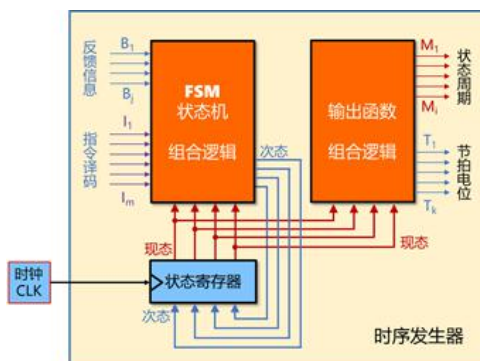 反馈信息
B1
Bj
指令译码
I1
Im
FSM
状态机
组合逻辑
次态
输出函数
组合逻辑
M1
Mi
状态周期
T1
Tk
节拍电位
现态
现态
时钟
CLK
状态寄存器
次态
时序发生器